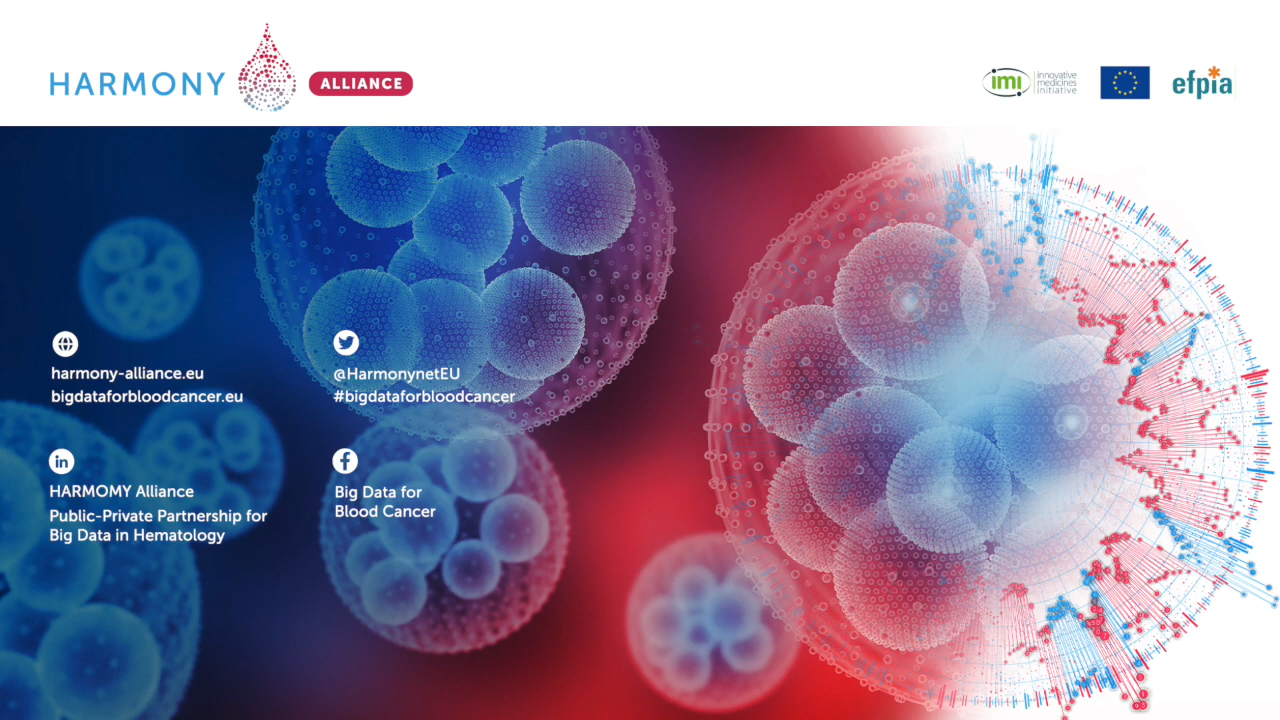 HARMONY
ALLIANCE
imi
innovative
medicines
initiative
efpia
harmony-alliance.eu
bigdataforbloodcancer.eu
@HarmonynetEU
#bigdataforbloodcancer
in
HARMOMY Alliance
Public-Private Partnership for
Big Data in Hematology
f
Big Data for
Blood Cancer